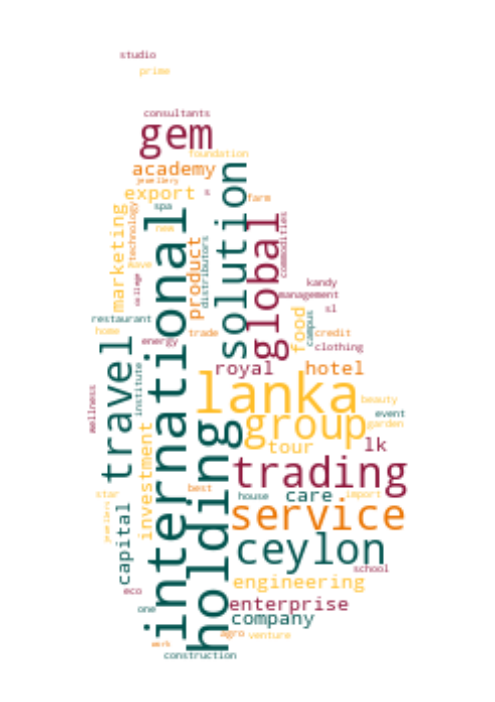 studio
prime
consultants
gem
foundation
academy
jewellery
export
s
farm
spa
technology
new
marketing
solution
global
commodities
international
product
distributors
wave
college
kandy
management
sl
restaurant
home
trade
energy
food
campus
credit
clothing
travel
institute
royal
hotel
wellness
lanka
beauty
event
garden
group
tour
lk
holding
investment
trading
best
star
house
care
import
jewelry
capital
service
ceylon
school
engineering
eco
one
enterprise
company
agro
venture
work
construction